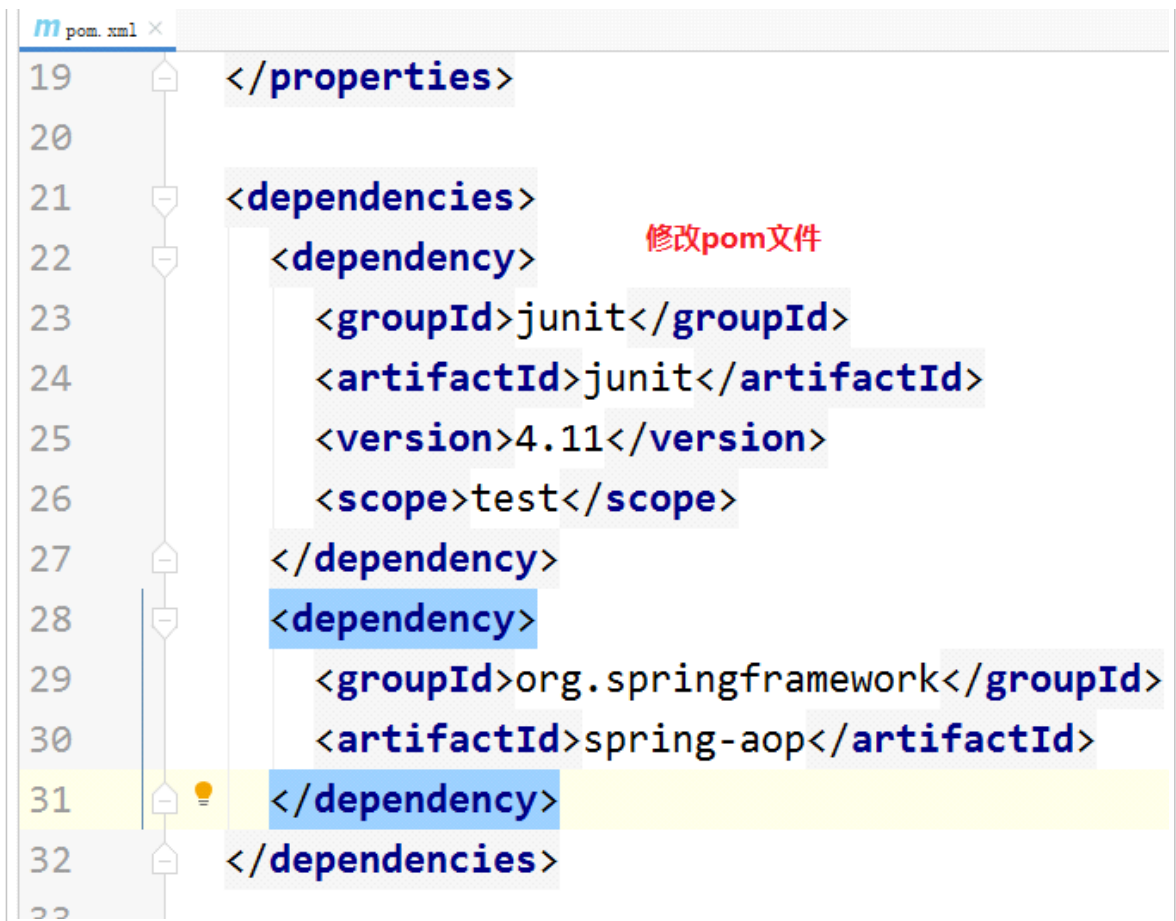 m pom.xml ×
19 </properties>
20
21 <dependencies>
修改pom文件
22 <dependency>
23 <groupId>junit</groupId>
24 <artifactId>junit</artifactId>
25 <version>4.11</version>
26 <scope>test</scope>
27 </dependency>
28 <dependency>
29 <groupId>org.springframework</groupId>
30 <artifactId>spring-aop</artifactId>
31 </dependency>
32 </dependencies>
33